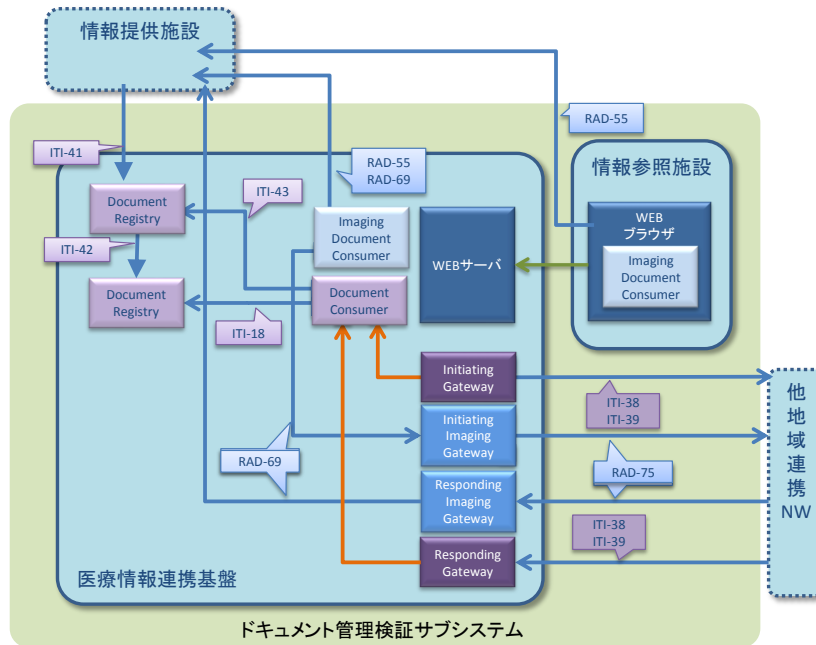 情報提供施設
RAD-55
ITI-41
RAD-55
RAD-69
情報参照施設
ITI-43
Document
Registry
Imaging
Document
Consumer
WEBサーバ
WEB
ブラウザ
Imaging
Document
Consumer
ITI-42
Document
Registry
Document
Consumer
ITI-18
Initiating
Gateway
ITI-38
ITI-39
他地域連携NW
Initiating
Imaging
Gateway
RAD-69
RAD-75
Responding
Imaging
Gateway
ITI-38
ITI-39
Responding
Gateway
医療情報連携基盤
ドキュメント管理検証サブシステム